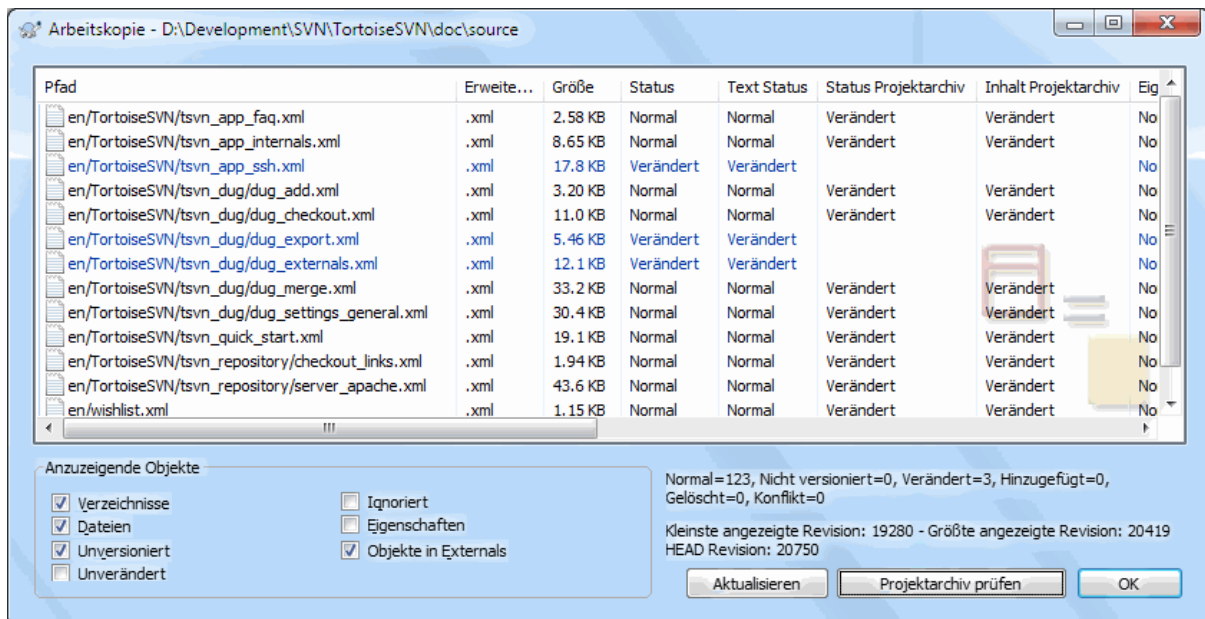 Arbeitskopie - D:\Development\SVN\TortoiseSVN\doc\source
Pfad Erweite... Größe Status Text Status Status Projektarchiv Inhalt Projektarchiv Eig
en/TortoiseSVN/tsvn_app_faq.xml .xml 2.58 KB Normal Normal Verändert Verändert No
en/TortoiseSVN/tsvn_app_internals.xml .xml 8.65 KB Normal Normal Verändert Verändert No
en/TortoiseSVN/tsvn_app_ssh.xml .xml 17.8 KB Verändert Verändert No
en/TortoiseSVN/tsvn_dug/dug_add.xml .xml 3.20 KB Normal Normal Verändert Verändert No
en/TortoiseSVN/tsvn_dug/dug_checkout.xml .xml 11.0 KB Normal Normal Verändert Verändert No
en/TortoiseSVN/tsvn_dug/dug_export.xml .xml 5.46 KB Verändert Verändert No
en/TortoiseSVN/tsvn_dug/dug_externals.xml .xml 12.1 KB Verändert Verändert No
en/TortoiseSVN/tsvn_dug/dug_merge.xml .xml 33.2 KB Normal Normal Verändert Verändert No
en/TortoiseSVN/tsvn_dug/dug_settings_general.xml .xml 30.4 KB Normal Normal Verändert Verändert No
en/TortoiseSVN/tsvn_quick_start.xml .xml 19.1 KB Normal Normal Verändert Verändert No
en/TortoiseSVN/tsvn_repository/checkout_links.xml .xml 1.94 KB Normal Normal Verändert Verändert No
en/TortoiseSVN/tsvn_repository/server_apache.xml .xml 43.6 KB Normal Normal Verändert Verändert No
en/wishlist.xml .xml 1.15 KB Normal Normal Verändert Verändert No
Anzuzeigende Objekte
Verzeichnisse
Dateien
Unversioniert
Unverändert
Ignoriert
Eigenschaften
Objekte in Externals
Normal=123, Nicht versioniert=0, Verändert=3, Hinzugefügt=0,
Gelöscht=0, Konflikt=0
Kleinste angezeigte Revision: 19280 - Größte angezeigte Revision: 20419
HEAD Revision: 20750
Aktualisieren Projektarchiv prüfen OK